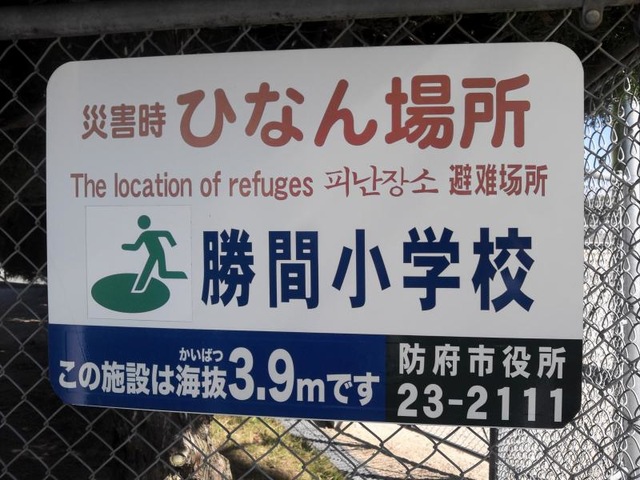 災害時ひなん場所
The location of refuges 피난장소 避难场所
勝間小学校
かいばつ
この施設は海抜3.9mです
防府市役所
23-2111